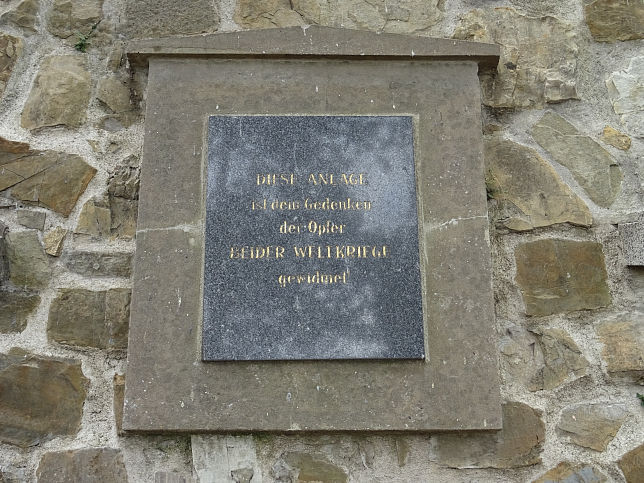 DIESE ANLAGE
ist dem Gedenken
der Opfer
BEIDER WELTKRIEGE
gewidmet